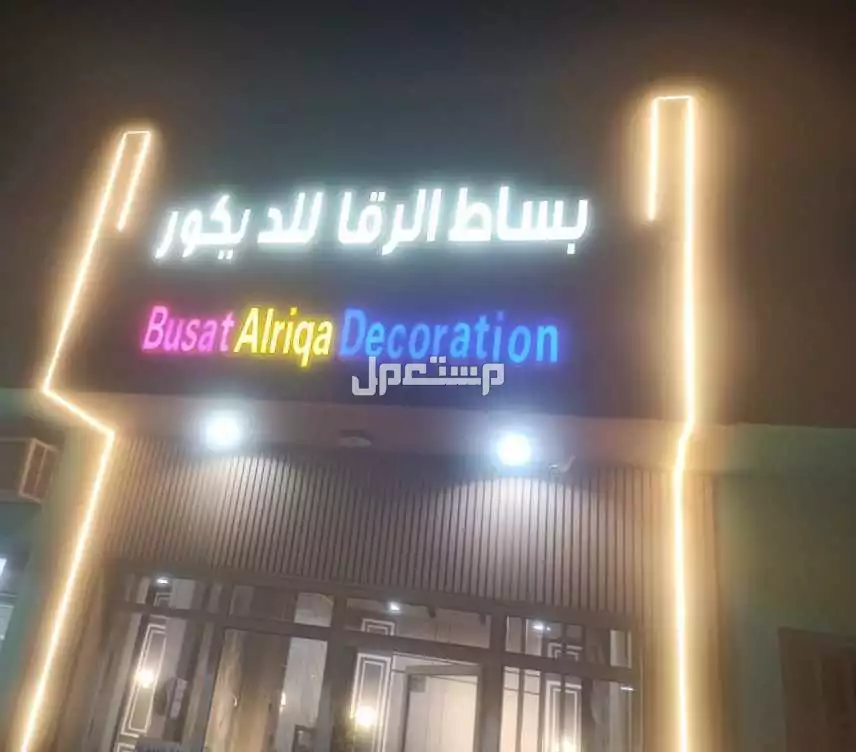 بساط الرقا للديكور
Busat Alriqa Decoration
مستعمل